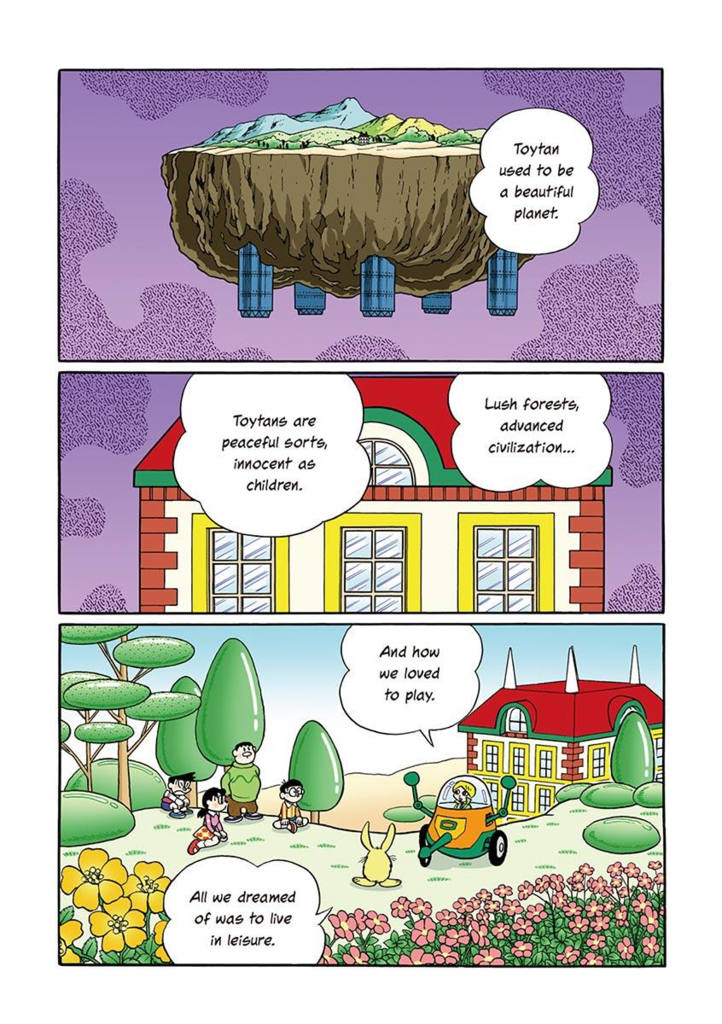 Toytan
used to be
a beautiful
planet.
Lush forests,
advanced
civilization...
Toytans are
peaceful sorts,
innocent as
children.
And how
we loved
to play.
All we dreamed
of was to live
in leisure.